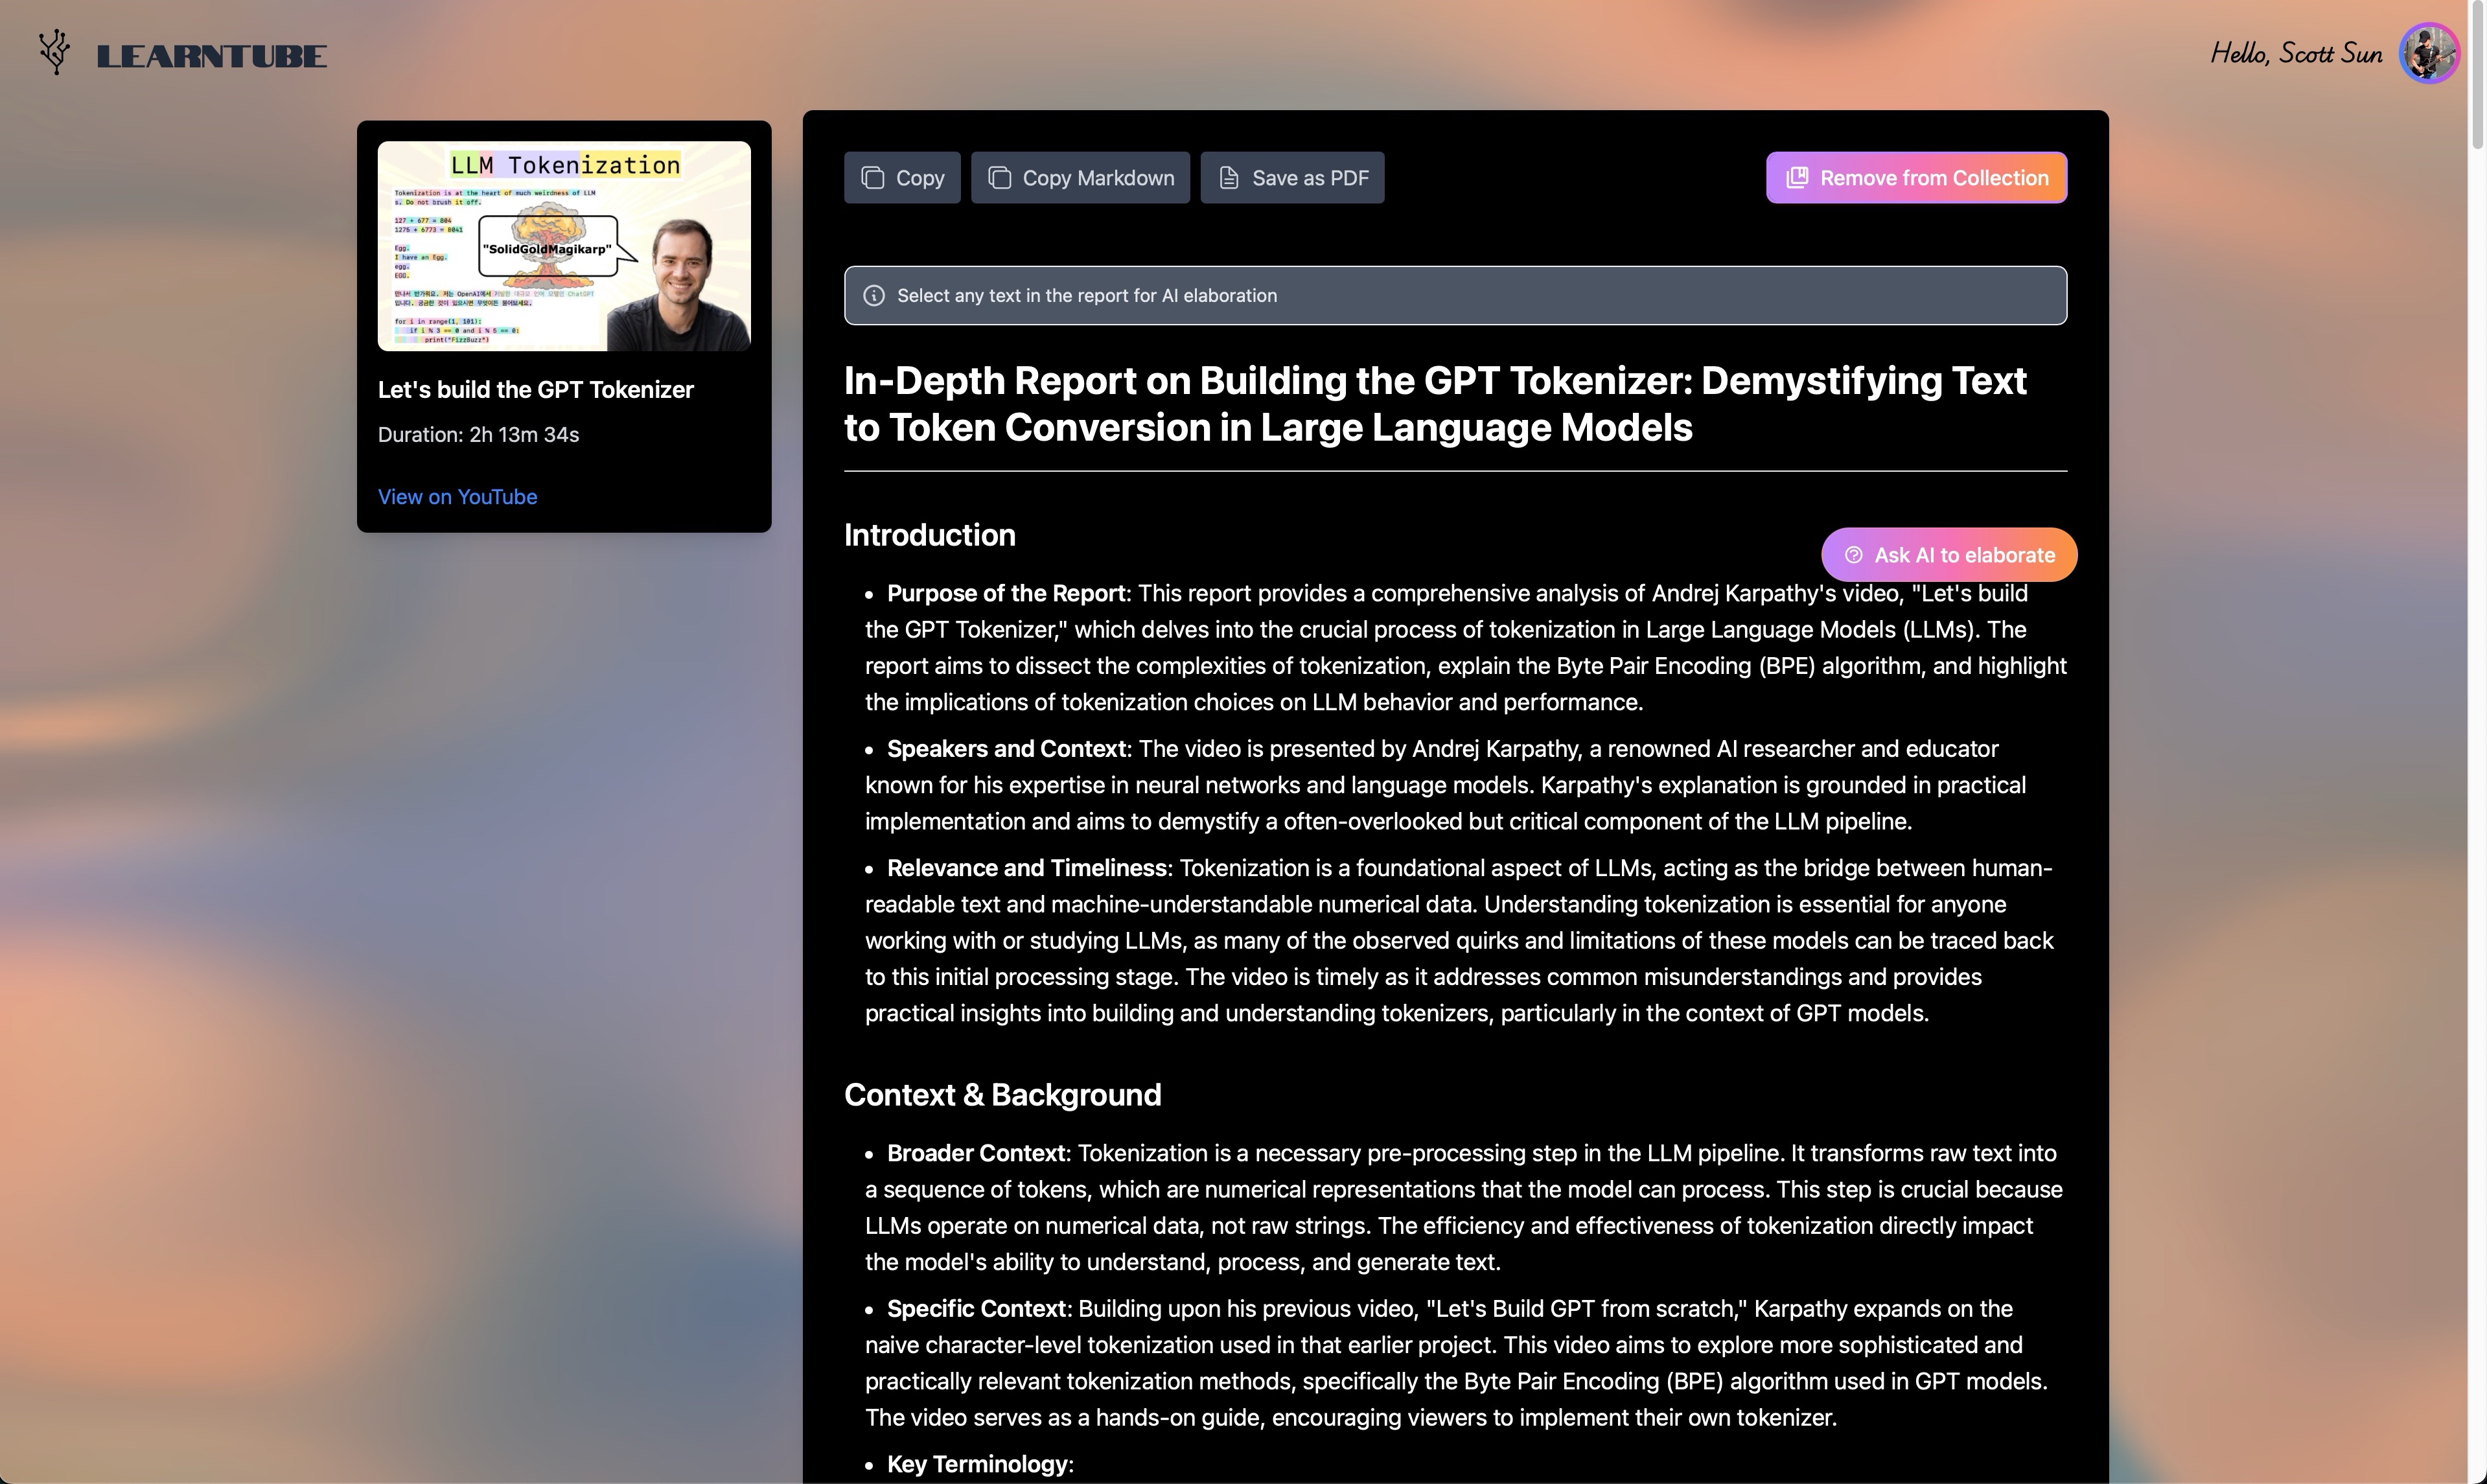 LEARNTUBE
Hello, Scott Sun
LLM Tokenization
Tokenization is at the heart of much weirdness of LLM
s. Do not brush it off.
127 + 677 = 804
1275 + 6773 = 8041
Egg.
I have an Egg.
egg.
EGG.
"SolidGoldMagikarp"
for i in range(1, 101):
if i % 3 == 0 and i % 5 == 0:
print("FizzBuzz")
Let's build the GPT Tokenizer
Duration: 2h 13m 34s
View on YouTube
Copy
Copy Markdown
Save as PDF
Remove from Collection
Select any text in the report for AI elaboration
In-Depth Report on Building the GPT Tokenizer: Demystifying Text
to Token Conversion in Large Language Models
Introduction
Ask AI to elaborate
• Purpose of the Report: This report provides a comprehensive analysis of Andrej Karpathy's video, "Let's build
the GPT Tokenizer," which delves into the crucial process of tokenization in Large Language Models (LLMs). The
report aims to dissect the complexities of tokenization, explain the Byte Pair Encoding (BPE) algorithm, and highlight
the implications of tokenization choices on LLM behavior and performance.
• Speakers and Context: The video is presented by Andrej Karpathy, a renowned AI researcher and educator
known for his expertise in neural networks and language models. Karpathy's explanation is grounded in practical
implementation and aims to demystify a often-overlooked but critical component of the LLM pipeline.
• Relevance and Timeliness: Tokenization is a foundational aspect of LLMs, acting as the bridge between human-
readable text and machine-understandable numerical data. Understanding tokenization is essential for anyone
working with or studying LLMs, as many of the observed quirks and limitations of these models can be traced back
to this initial processing stage. The video is timely as it addresses common misunderstandings and provides
practical insights into building and understanding tokenizers, particularly in the context of GPT models.
Context & Background
• Broader Context: Tokenization is a necessary pre-processing step in the LLM pipeline. It transforms raw text into
a sequence of tokens, which are numerical representations that the model can process. This step is crucial because
LLMs operate on numerical data, not raw strings. The efficiency and effectiveness of tokenization directly impact
the model's ability to understand, process, and generate text.
• Specific Context: Building upon his previous video, "Let's Build GPT from scratch," Karpathy expands on the
naive character-level tokenization used in that earlier project. This video aims to explore more sophisticated and
practically relevant tokenization methods, specifically the Byte Pair Encoding (BPE) algorithm used in GPT models.
The video serves as a hands-on guide, encouraging viewers to implement their own tokenizer.
• Key Terminology: